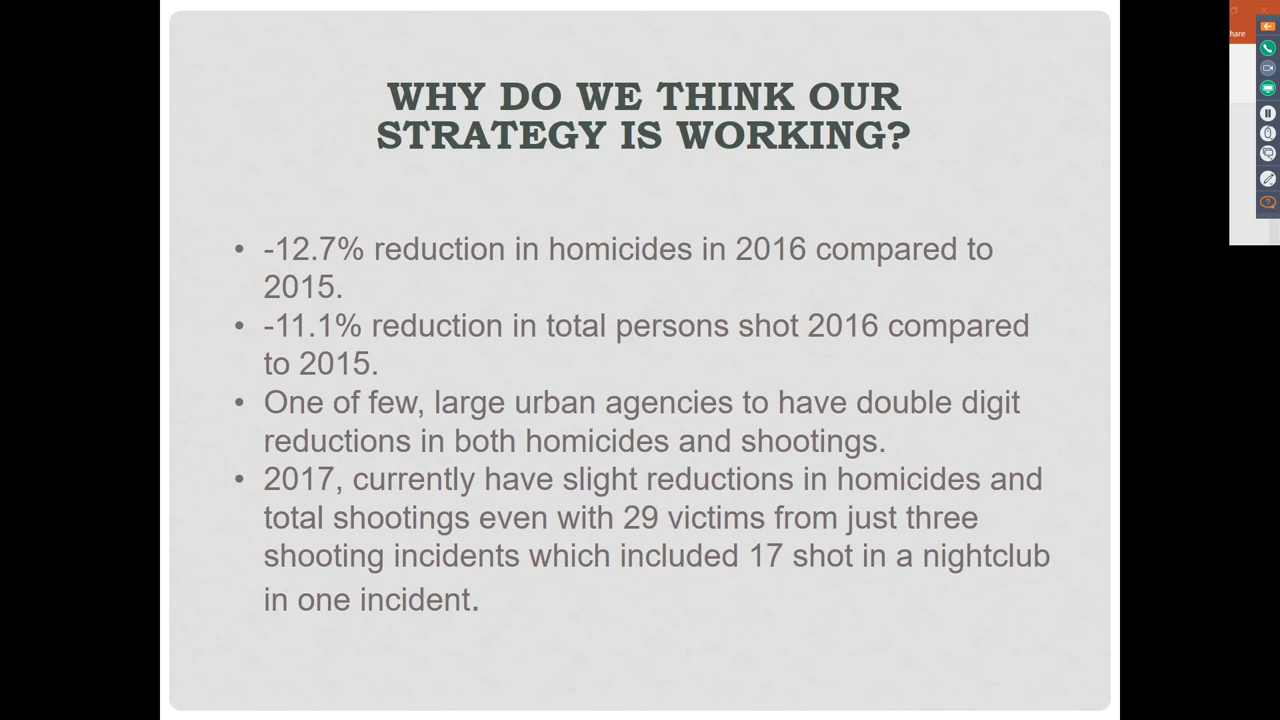 WHY DO WE THINK OUR
STRATEGY IS WORKING?
• -12.7% reduction in homicides in 2016 compared to
2015.
• -11.1% reduction in total persons shot 2016 compared
to 2015.
• One of few, large urban agencies to have double digit
reductions in both homicides and shootings.
• 2017, currently have slight reductions in homicides and
total shootings even with 29 victims from just three
shooting incidents which included 17 shot in a nightclub
in one incident.
hare